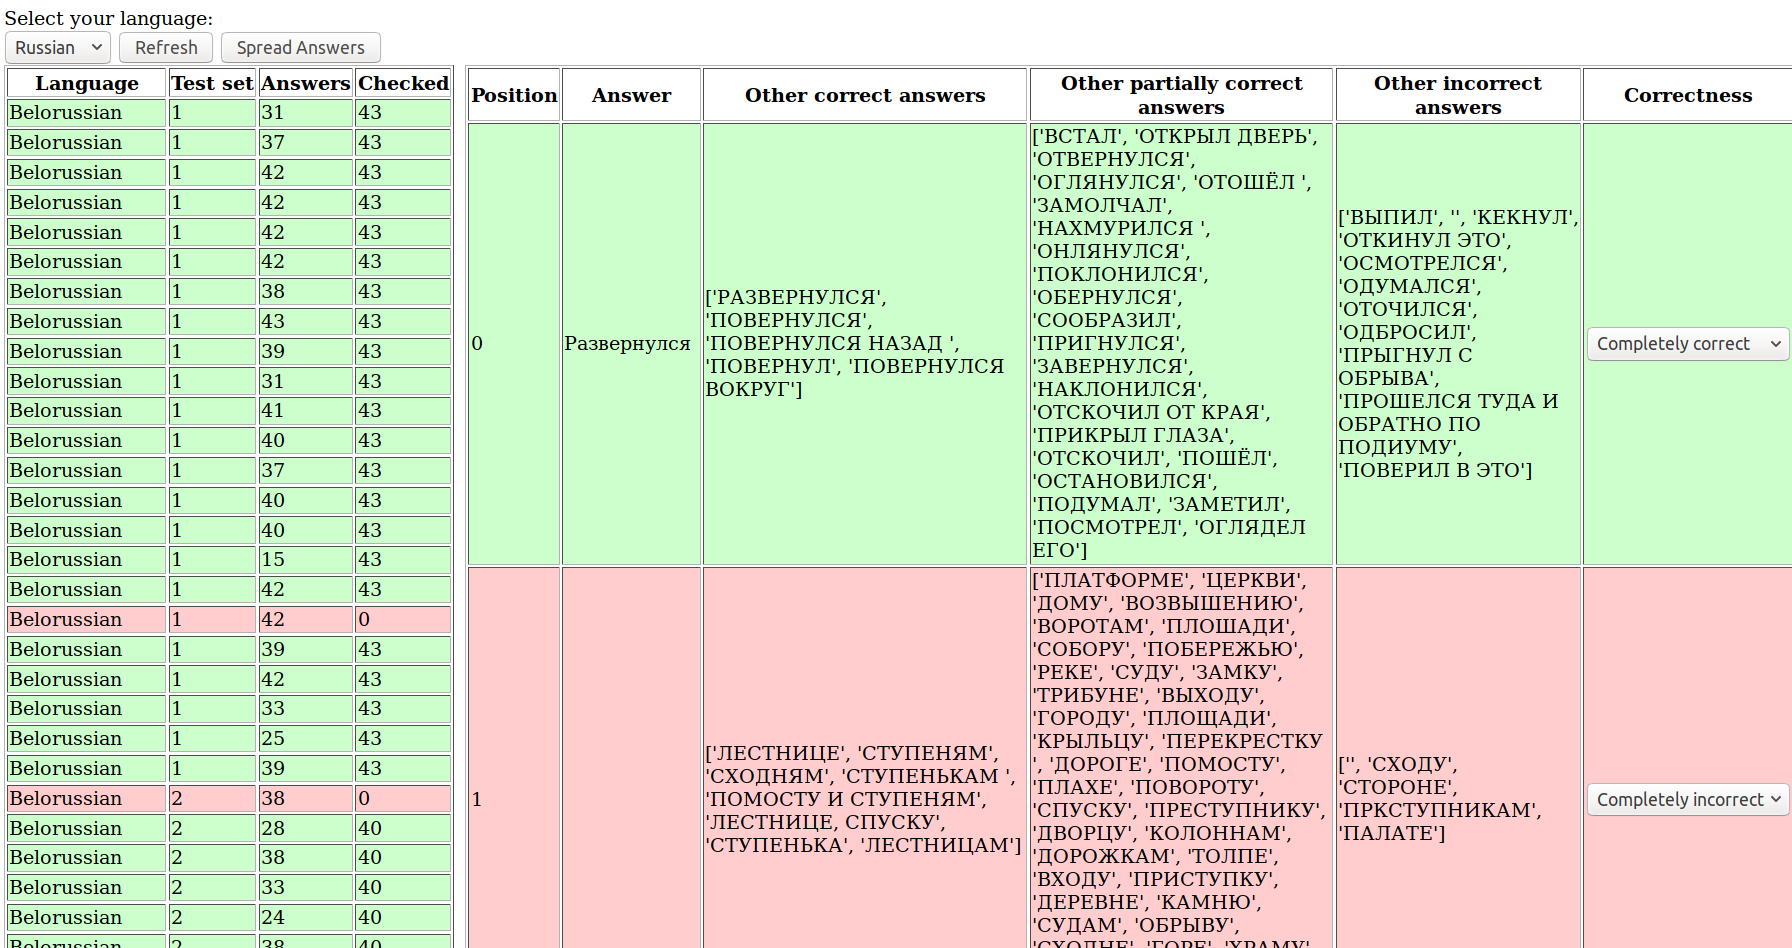 Select your language:
Russian Refresh Spread Answers
Language Test set Answers Checked
Belorussian 1 31 43
Belorussian 1 37 43
Belorussian 1 42 43
Belorussian 1 42 43
Belorussian 1 42 43
Belorussian 1 42 43
Belorussian 1 38 43
Belorussian 1 43 43
Belorussian 1 39 43
Belorussian 1 31 43
Belorussian 1 41 43
Belorussian 1 40 43
Belorussian 1 37 43
Belorussian 1 40 43
Belorussian 1 40 43
Belorussian 1 15 43
Belorussian 1 42 43
Belorussian 1 42 0
Belorussian 1 39 43
Belorussian 1 42 43
Belorussian 1 33 43
Belorussian 1 25 43
Belorussian 1 39 43
Belorussian 2 38 0
Belorussian 2 28 40
Belorussian 2 38 40
Belorussian 2 33 40
Belorussian 2 24 40
Belorussian 2 38 40
Position
Answer
Other correct answers
Other partially correct
answers
Other incorrect
answers
Correctness
0
Развернулся
['РАЗВЕРНУЛСЯ',
'ПОВЕРНУЛСЯ',
'ПОВЕРНУЛСЯ НАЗАД ',
'ПОВЕРНУЛ', 'ПОВЕРНУЛСЯ
ВОКРУГ']
['ВСТАЛ', 'ОТКРЫЛ ДВЕРЬ',
'ОТВЕРНУЛСЯ',
'ОГЛЯНУЛСЯ', 'ОТОШЁЛ ',
'ЗАМОЛЧАЛ',
'НАХМУРИЛСЯ ',
'ОНЛЯНУЛСЯ',
'ПОКЛОНИЛСЯ',
'ОБЕРНУЛСЯ',
'СООБРАЗИЛ',
'ПРИГНУЛСЯ',
'ЗАВЕРНУЛСЯ',
'НАКЛОНИЛСЯ',
'ОТСКОЧИЛ ОТ КРАЯ',
'ПРИКРЫЛ ГЛАЗА',
'ОТСКОЧИЛ', 'ПОШЁЛ',
'ОСТАНОВИЛСЯ',
'ПОДУМАЛ', 'ЗАМЕТИЛ',
'ПОСМОТРЕЛ', 'ОГЛЯДЕЛ
ЕГО']
['ВЫПИЛ', '', 'КЕКНУЛ',
'ОТКИНУЛ ЭТО',
'ОСМОТРЕЛСЯ',
'ОДУМАЛСЯ',
'ОТОЧИЛСЯ',
'ОДБРОСИЛ',
'ПРЫГНУЛ С
ОБРЫВА',
'ПРОШЕЛСЯ ТУДА И
ОБРАТНО ПО
ПОДИУМУ',
'ПОВЕРИЛ В ЭТО']
Completely correct
1
['ЛЕСТНИЦЕ', 'СТУПЕНЯМ',
'СХОДНЯМ', 'СТУПЕНЬКАМ ',
'ПОМОСТУ И СТУПЕНЯМ',
'ЛЕСТНИЦЕ, СПУСКУ',
'СТУПЕНЬКА', 'ЛЕСТНИЦАМ']
['ПЛАТФОРМЕ', 'ЦЕРКВИ',
'ДОМУ', 'ВОЗВЫШЕНИЮ',
'ВОРОТАМ', 'ПЛОШАДИ',
'СОБОРУ', 'ПОБЕРЕЖЬЮ',
'РЕКЕ', 'СУДУ', 'ЗАМКУ',
'ТРИБУНЕ', 'ВЫХОДУ',
'ГОРОДУ', 'ПЛОЩАДИ',
'КРЫЛЬЦУ', 'ПЕРЕКРЕСТКУ
', 'ДОРОГЕ', 'ПОМОСТУ',
'ПЛАХЕ', 'ПОВОРОТУ',
'СПУСКУ', 'ПРЕСТУПНИКУ',
'ДВОРЦУ', 'КОЛОННАМ',
'ДОРОЖКАМ', 'ТОЛПЕ',
'ВХОДУ', 'ПРИСТУПКУ',
'ДЕРЕВНЕ', 'КАМНЮ',
'СУДАМ', 'ОБРЫВУ',
'СХОДНЕ', 'ГОРЕ', 'ХРАМУ'
['', 'СХОДУ',
'СТОРОНЕ',
'ПРКСТУПНИКАМ',
'ПАЛАТЕ']
Completely incorrect